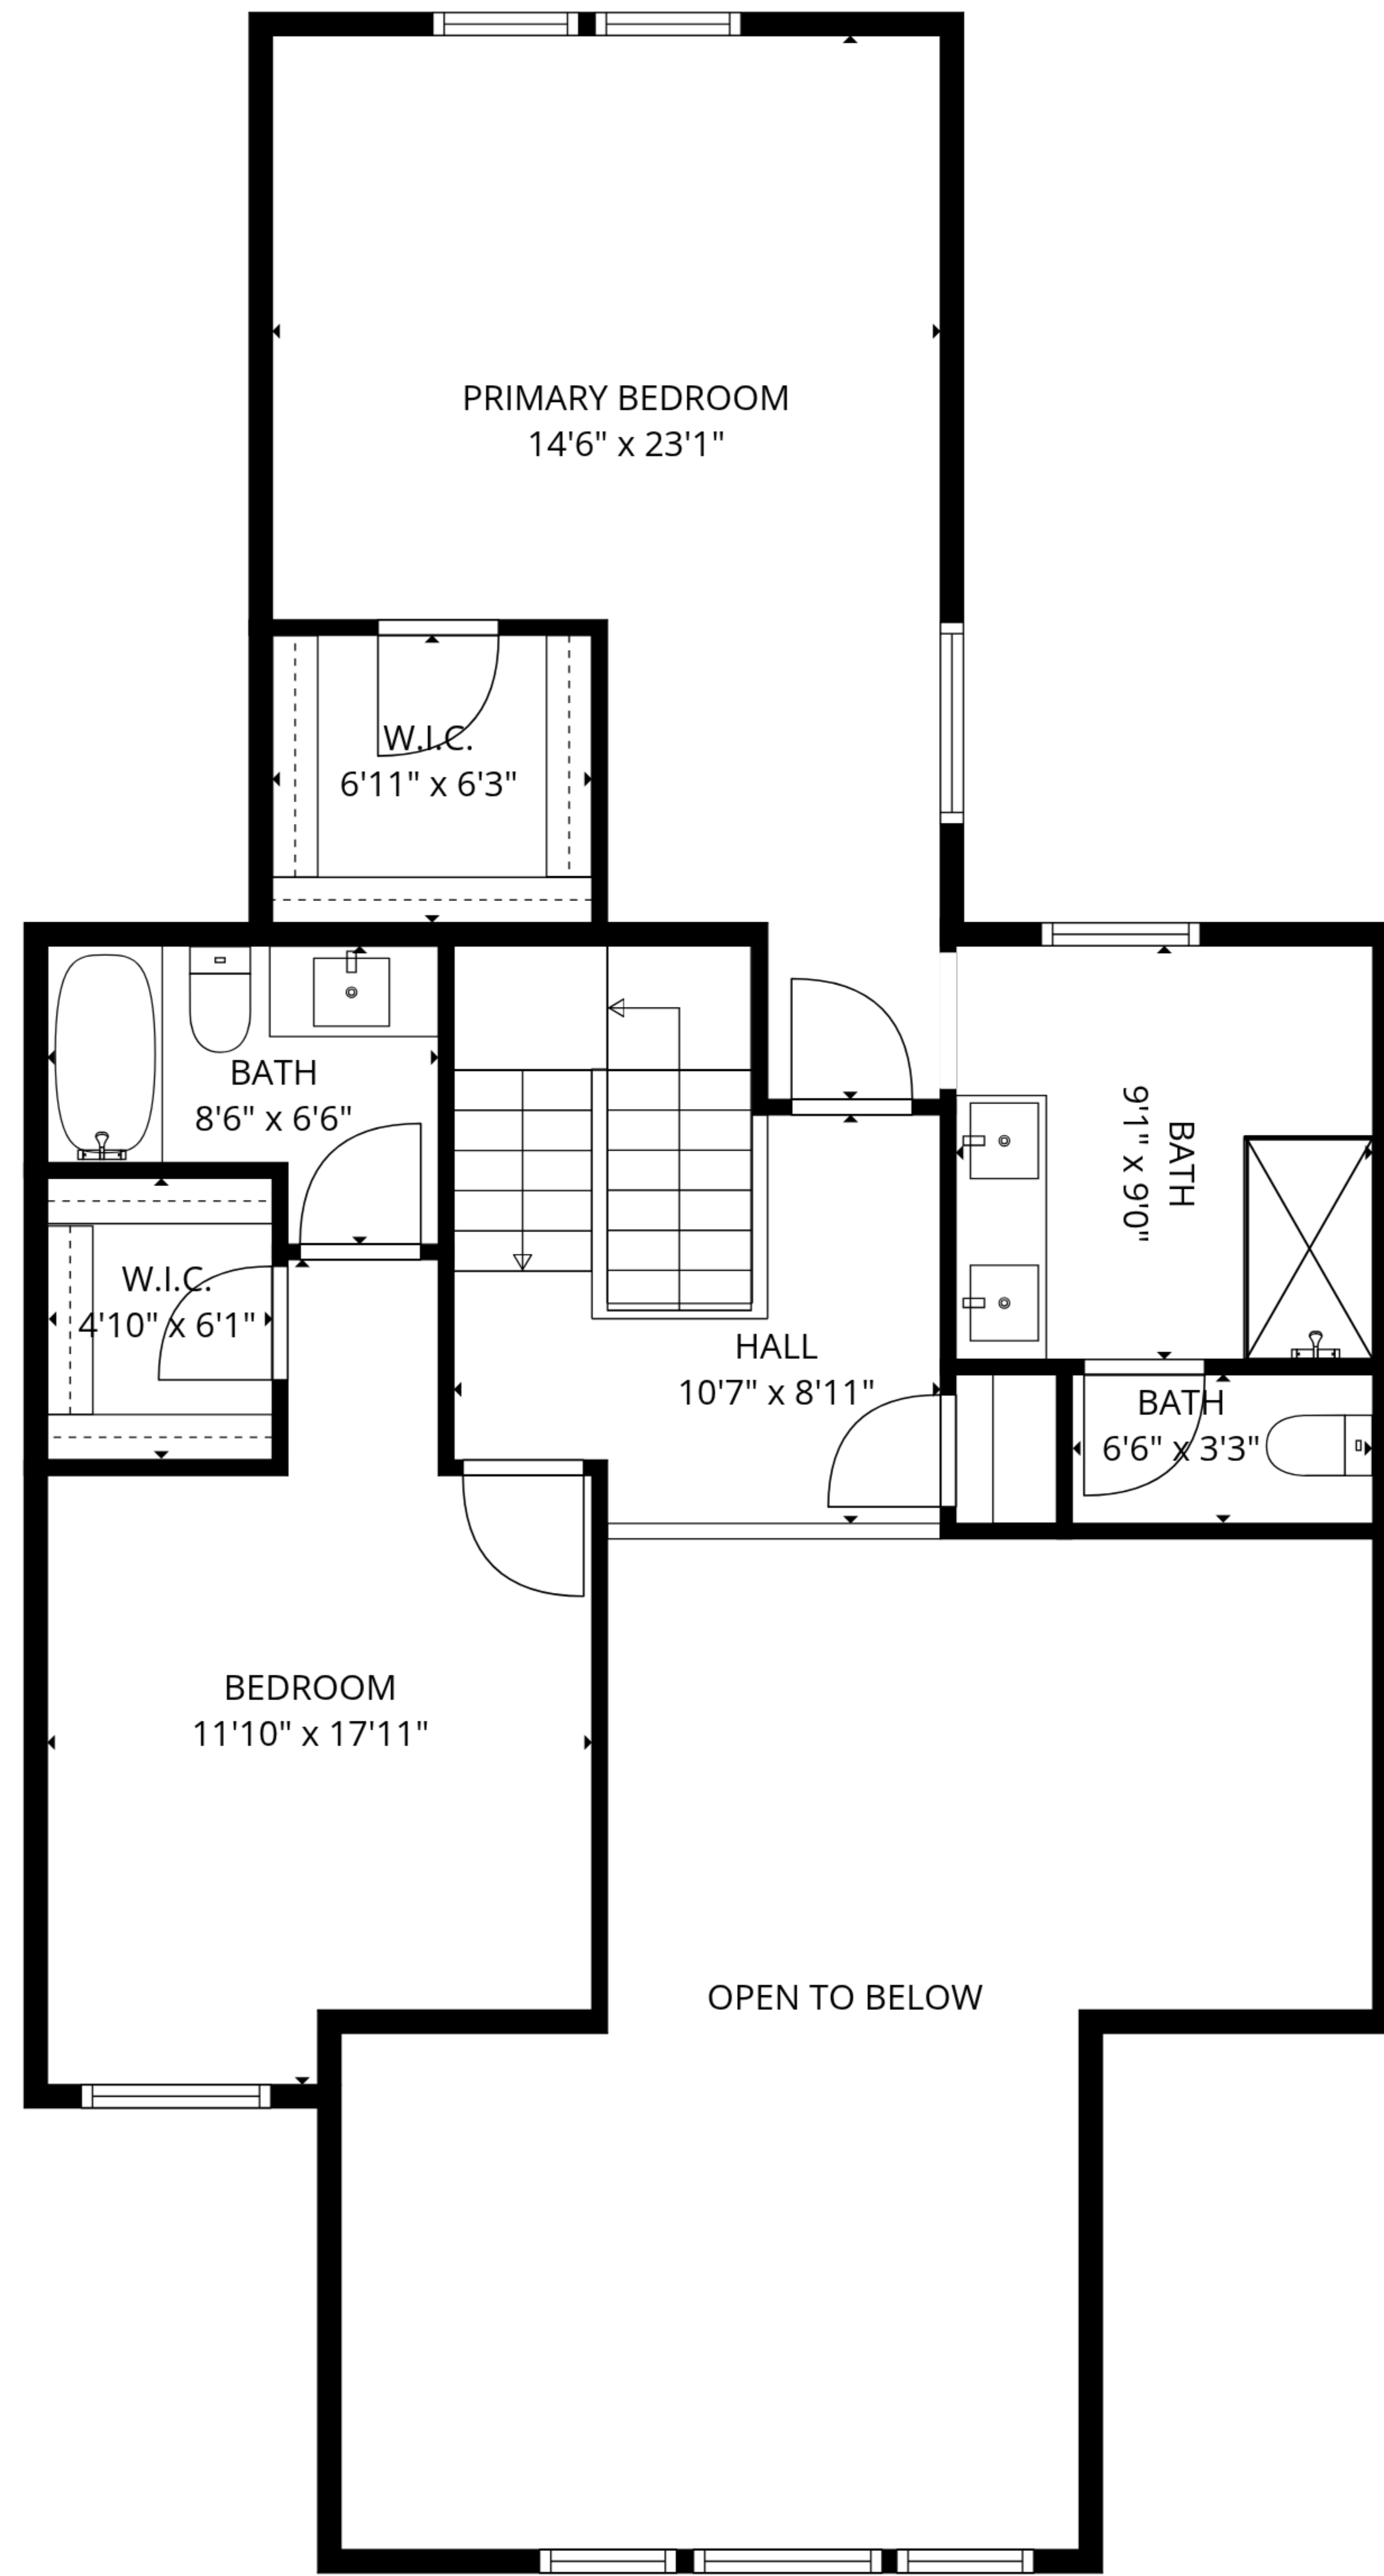 PRIMARY BEDROOM
14'6" x 23'1"
W.I.C.
6'11" x 6'3"
BATH
8'6" x 6'6"
BATH
9'1" x 9'0"
W.I.C.
4'10" x 6'1"
HALL
10'7" x 8'11"
BATH
6'6" x 3'3"
BEDROOM
11'10" x 17'11"
OPEN TO BELOW